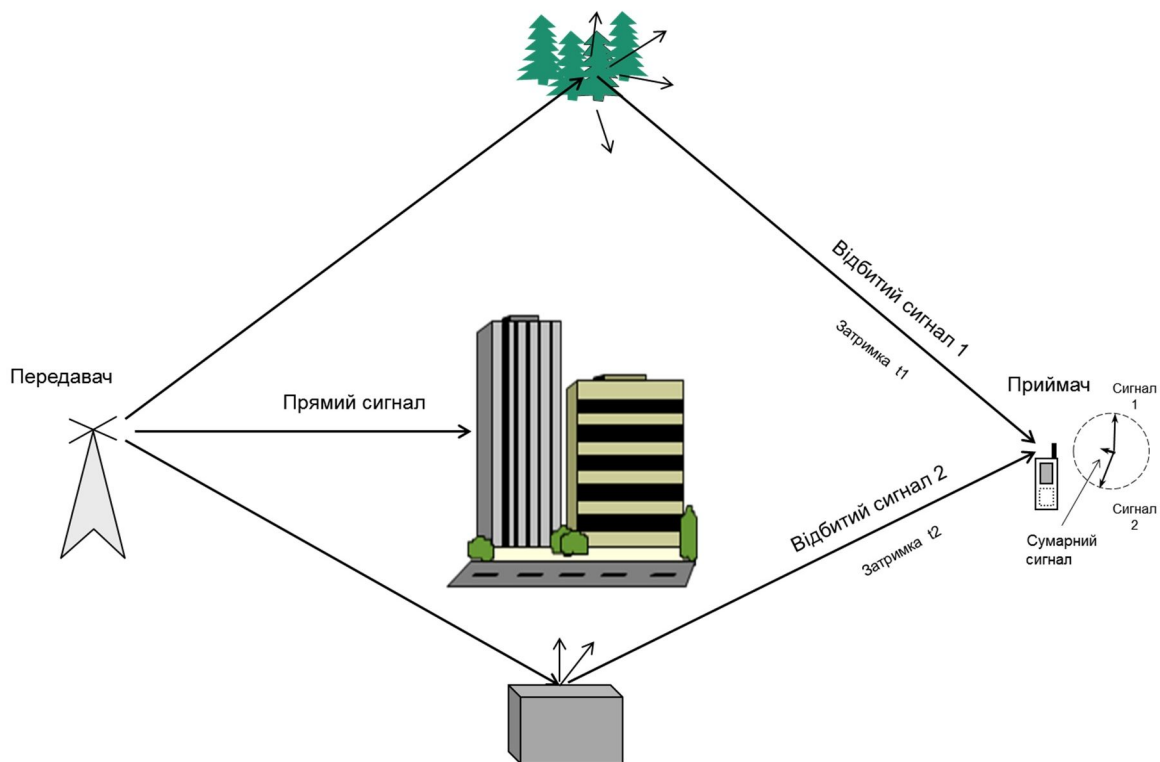 Передавач
Прямий сигнал
Відбитий сигнал 1
Затримка t1
Приймач
Сигнал
1
Відбитий сигнал 2
Затримка t2
Сигнал
2
Сумарний
сигнал